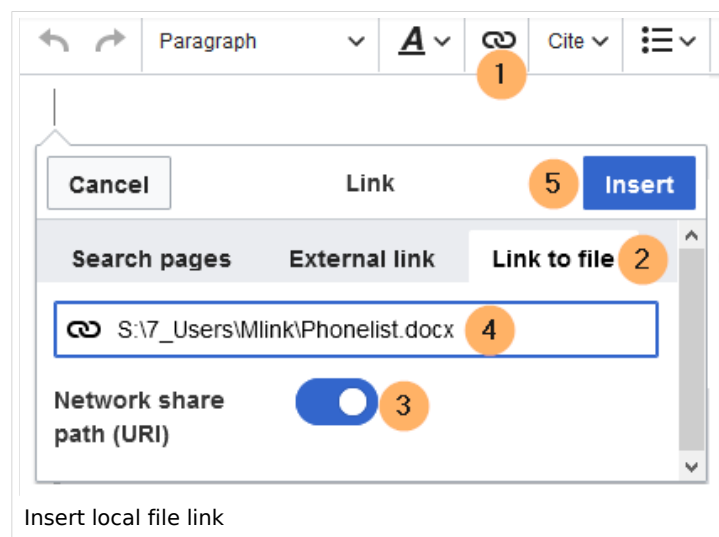 Paragraph A Cite
1
Cancel Link 5 Insert
Search pages External link Link to file 2
S:\7_Users\Mlink\Phonelist.docx 4
Network share 3
path (URI)
Insert local file link